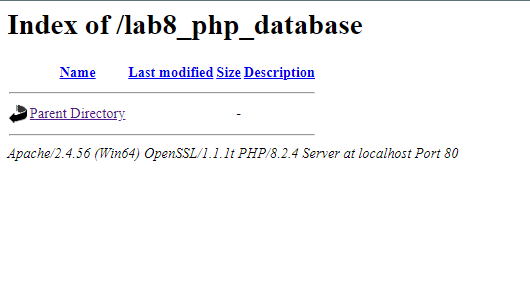 Index of /lab8_php_database
Name Last modified Size Description
Parent Directory -
Apache/2.4.56 (Win64) OpenSSL/1.1.1t PHP/8.2.4 Server at localhost Port 80